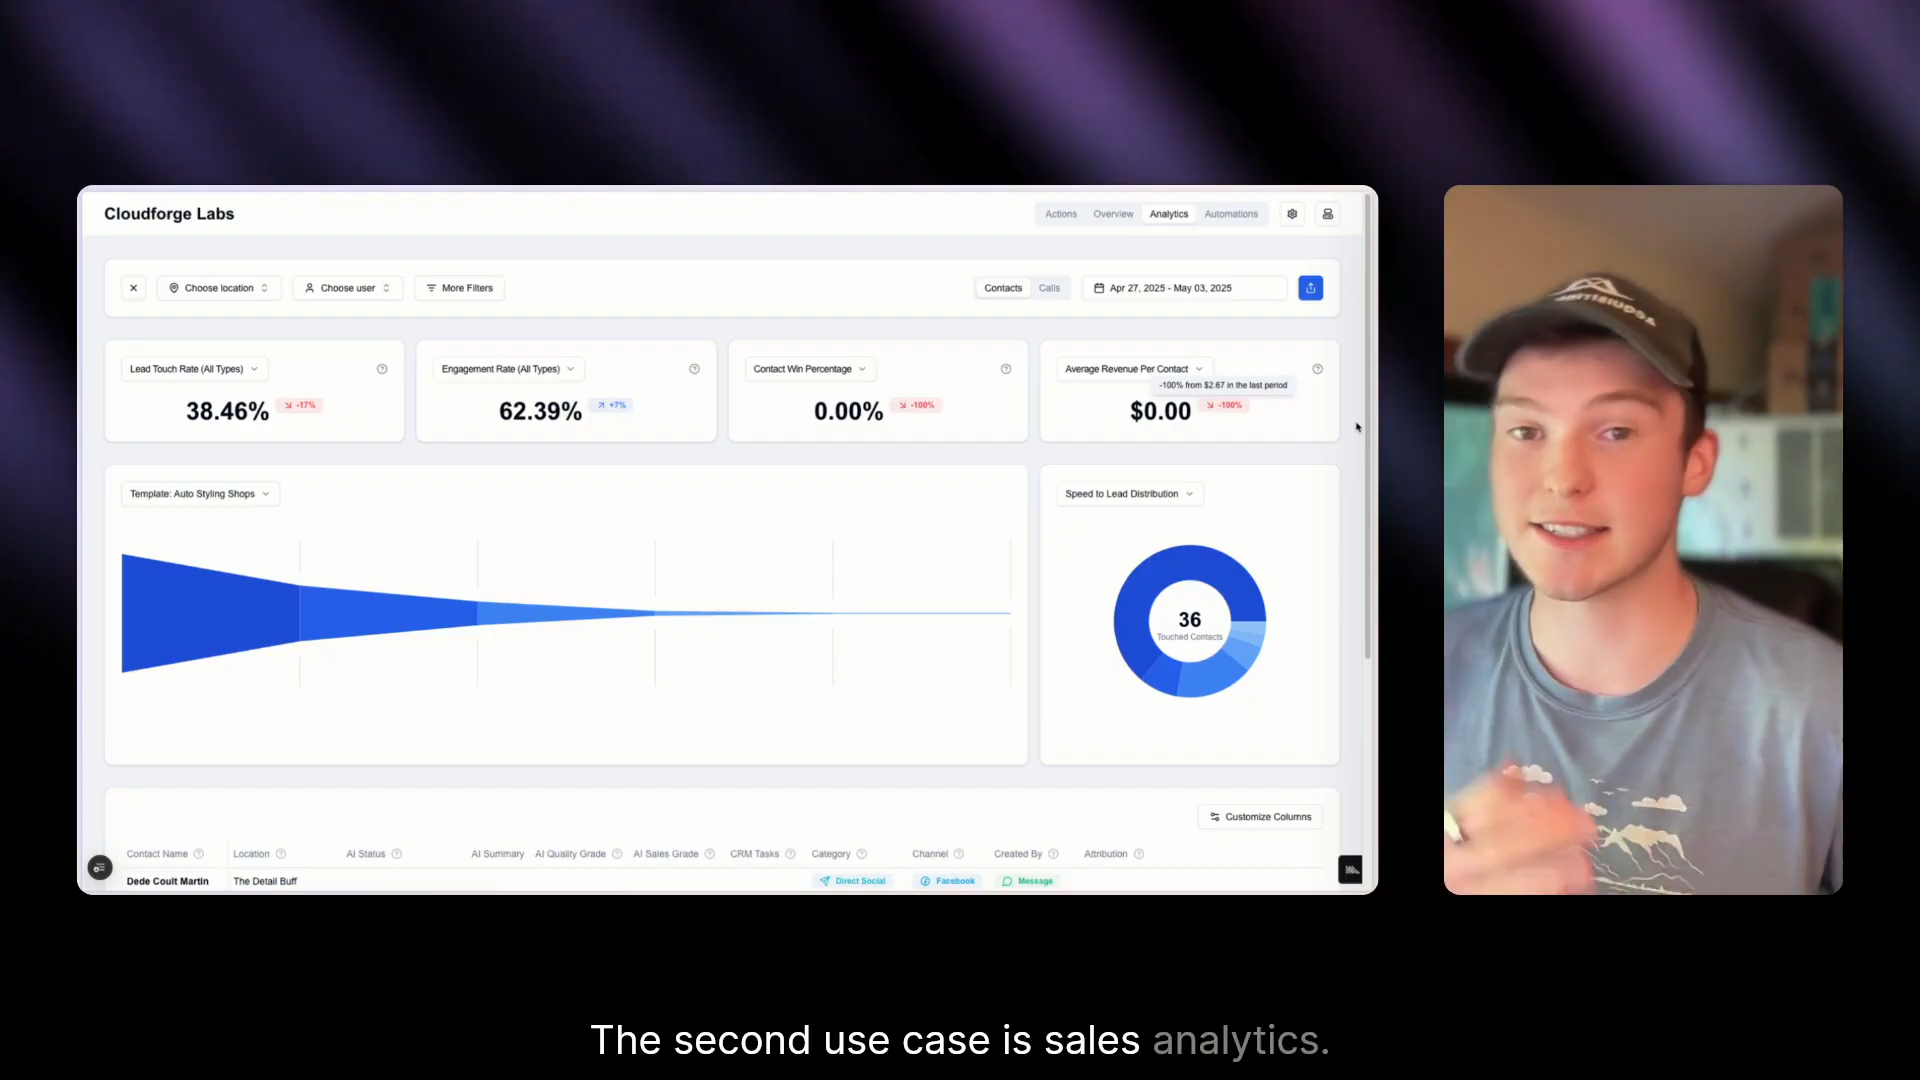 Cloudforge Labs
Actions Overview Analytics Automations
Choose location Choose user More Filters Contacts Calls Apr 27, 2025 - May 03, 2025
Lead Touch Rate (All Types) Engagement Rate (All Types) Contact Win Percentage Average Revenue Per Contact
-100% from $2.67 in the last period
38.46% -17% 62.39% +7% 0.00% -100% $0.00 -100%
Template: Auto Styling Shops Speed to Lead Distribution
36
Touched Contacts
Customize Columns
Contact Name Location AI Status AI Summary AI Quality Grade AI Sales Grade CRM Tasks Category Channel Created By Attribution
Dede Coult Martin The Detail Buff Direct Social Facebook Message
The second use case is sales analytics.